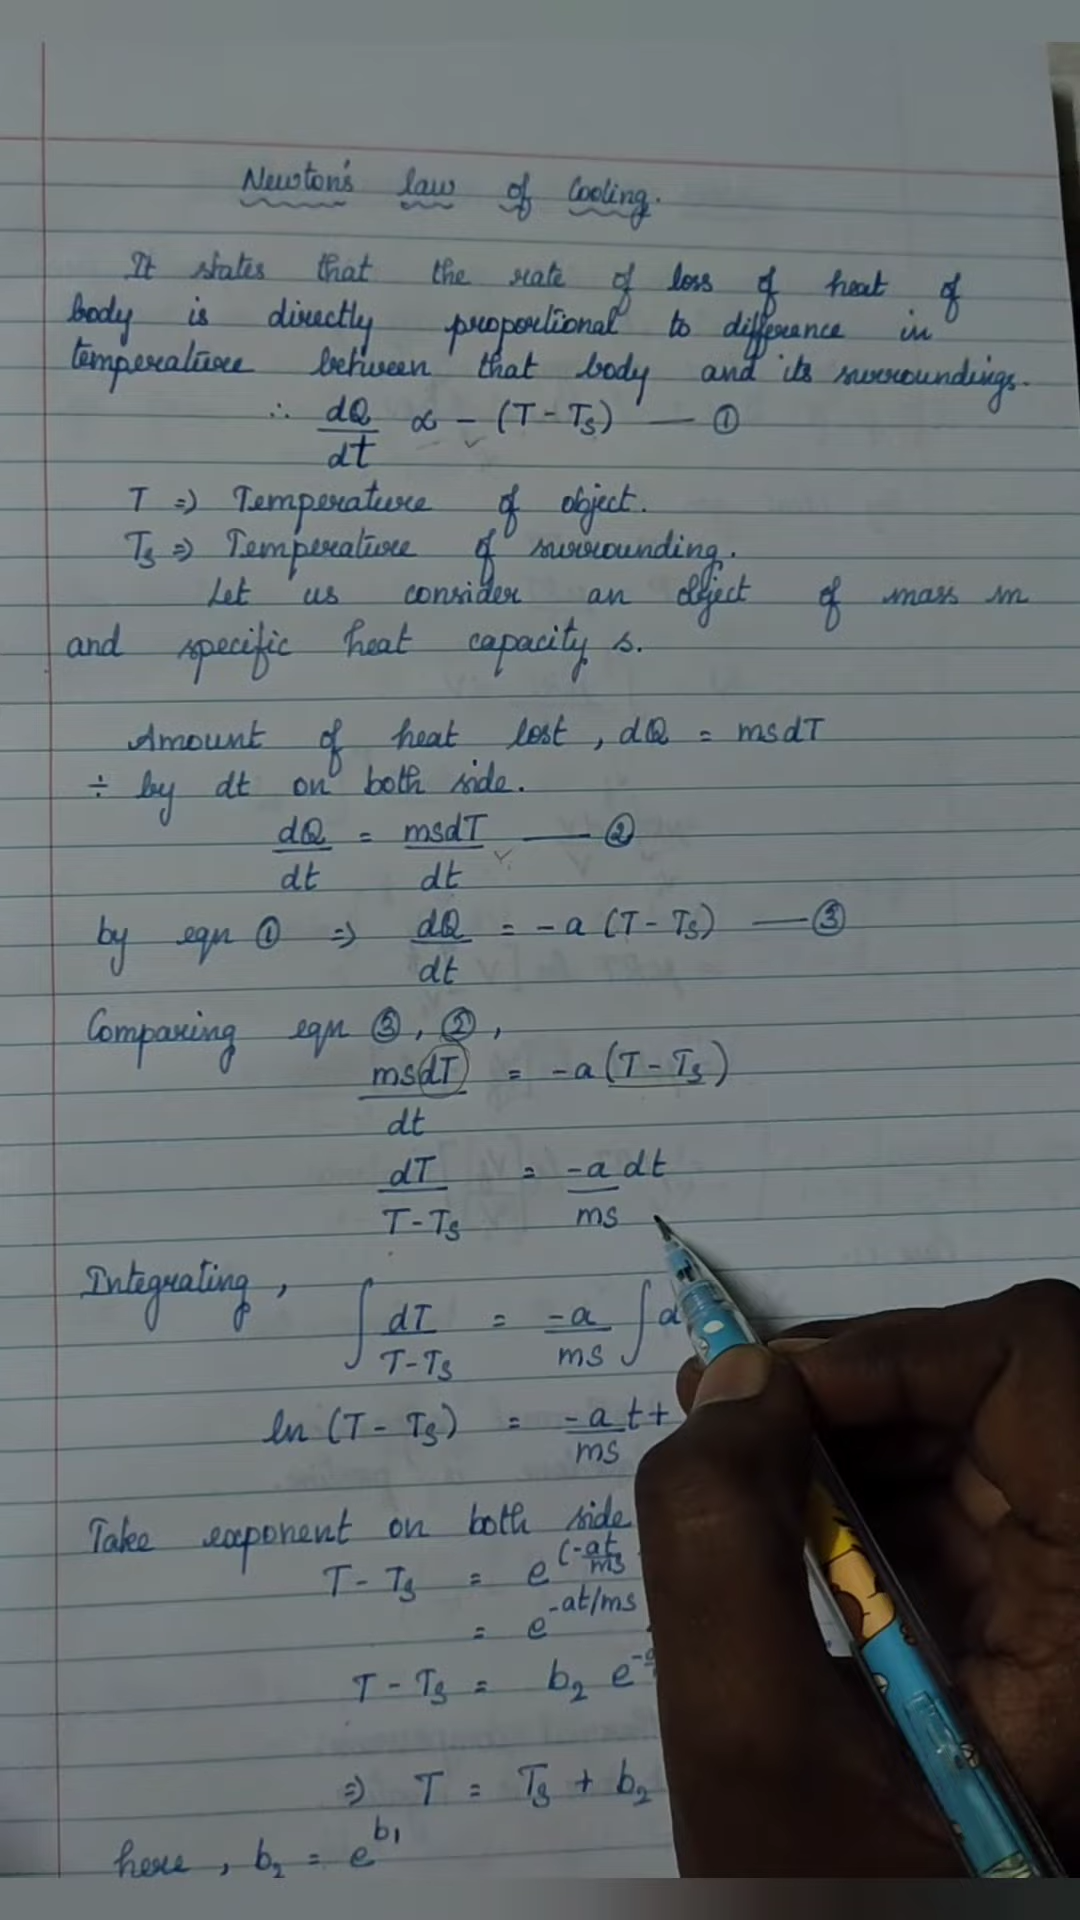 Newton's law of Cooling.
It states that the rate of loss of heat of
body is directly proportional to difference in
temperature between that body and its surroundings.
∴ dQ/dt ∝ - (T - Ts) — ①
T ⇒ Temperature of object.
Ts ⇒ Temperature of surrounding.
Let us consider an object of mass m
and specific heat capacity s.
Amount of heat lost, dQ = msdT
÷ by dt on both side.
dQ/dt = msdT/dt — ②
by eqn ① ⇒ dQ/dt = -a (T - Ts) — ③
Comparing eqn ③, ②,
msdT/dt = -a (T - Ts)
dT/T - Ts = -a/ms dt
Integrating,
∫ dT/T - Ts = -a/ms ∫ d
ln (T - Ts) = -a/ms t +
Take exponent on both side
T - Ts = e^(-at/ms
= e^-at/ms
T - Ts = b₂ e^-
⇒ T = Ts + b₂
here, b₂ = e^b₁